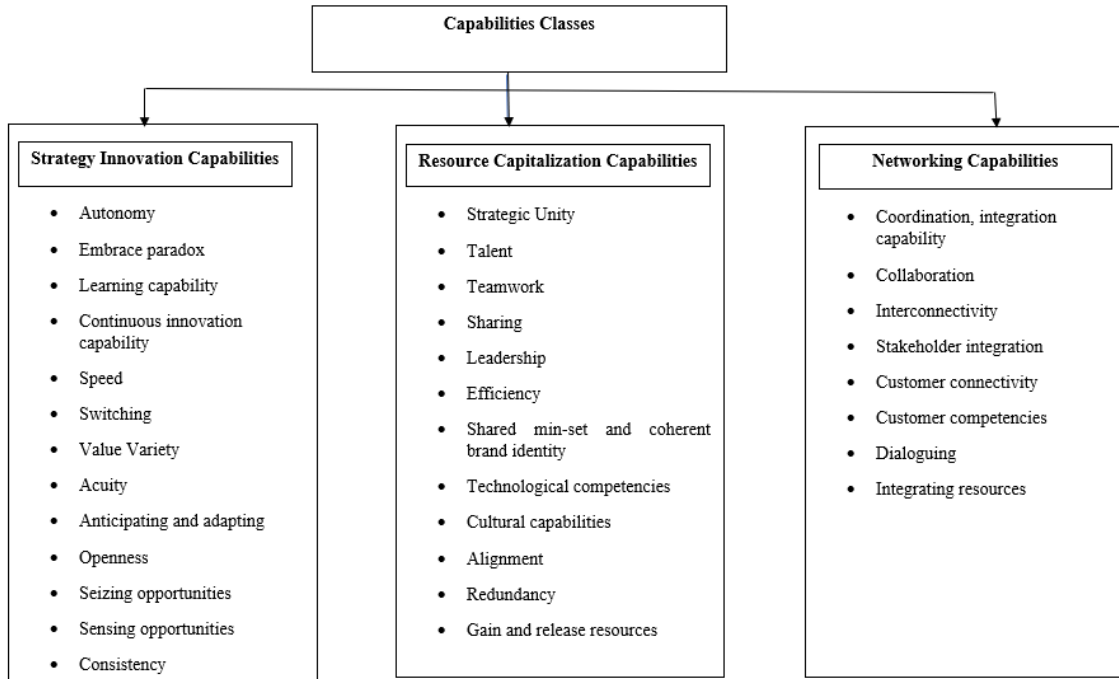 Capabilities Classes
Strategy Innovation Capabilities
• Autonomy
• Embrace paradox
• Learning capability
• Continuous innovation
capability
• Speed
• Switching
• Value Variety
• Acuity
• Anticipating and adapting
• Openness
• Seizing opportunities
• Sensing opportunities
• Consistency
Resource Capitalization Capabilities
• Strategic Unity
• Talent
• Teamwork
• Sharing
• Leadership
• Efficiency
• Shared min-set and coherent
brand identity
• Technological competencies
• Cultural capabilities
• Alignment
• Redundancy
• Gain and release resources
Networking Capabilities
• Coordination, integration
capability
• Collaboration
• Interconnectivity
• Stakeholder integration
• Customer connectivity
• Customer competencies
• Dialoguing
• Integrating resources